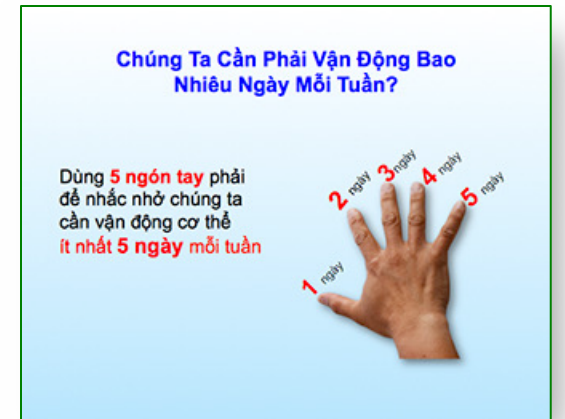 Chúng Ta Cần Phải Vận Động Bao
Nhiêu Ngày Mỗi Tuần?
Dùng 5 ngón tay phải
để nhắc nhở chúng ta
cần vận động cơ thể
ít nhất 5 ngày mỗi tuần
1 ngày
2 ngày
3 ngày
4 ngày
5 ngày